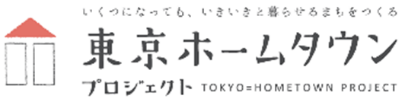 いくつになっても、いきいきと暮らせるまちをつくる
東京ホームタウン
プロジェクト TOKYO=HOMETOWN PROJECT